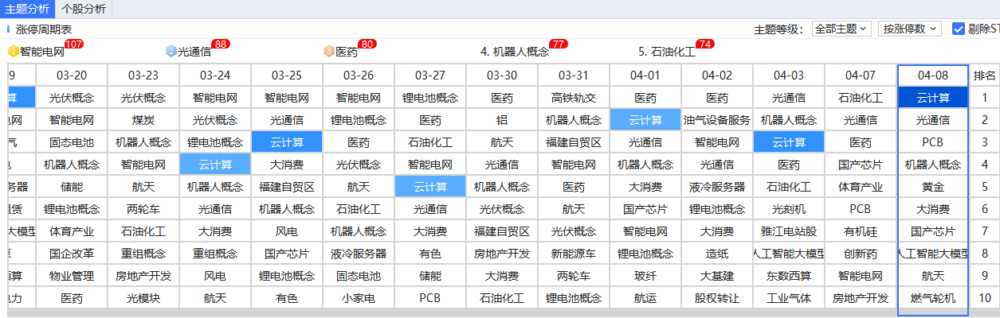 主题分析 个股分析
涨停周期表 主题等级： 全部主题 按涨停数 剔除ST
1 智能电网 107 2 光通信 88 3 医药 80 4. 机器人概念 77 5. 石油化工 74
9 03-20 03-23 03-24 03-25 03-26 03-27 03-30 03-31 04-01 04-02 04-03 04-07 04-08 排名
算 光伏概念 光伏概念 智能电网 智能电网 智能电网 锂电池概念 医药 高铁轨交 医药 医药 光通信 石油化工 云计算 1
电网 智能电网 煤炭 光伏概念 光通信 锂电池概念 医药 铝 机器人概念 云计算 油气设备服务 机器人概念 光通信 光通信 2
气 固态电池 机器人概念 锂电池概念 云计算 医药 石油化工 航天 福建自贸区 光通信 智能电网 云计算 医药 PCB 3
机器人概念 智能电网 云计算 大消费 光伏概念 智能电网 光通信 智能电网 机器人概念 光通信 医药 国产芯片 机器人概念 4
务器 储能 航天 机器人概念 福建自贸区 航天 云计算 机器人概念 医药 大消费 液冷服务器 石油化工 体育产业 黄金 5
租赁 锂电池概念 两轮车 光通信 机器人概念 石油化工 光通信 光伏概念 航天 国产芯片 锂电池概念 光刻机 PCB 大消费 6
大模型 体育产业 石油化工 大消费 风电 机器人概念 大消费 福建自贸区 光伏概念 智能电网 大消费 雅江电站股 有机硅 国产芯片 7
国企改革 重组概念 重组概念 国产芯片 液冷服务器 有色 房地产开发 新能源车 锂电池概念 造纸 人工智能大模型 创新药 人工智能大模型 8
西算 物业管理 房地产开发 风电 锂电池概念 固态电池 储能 大消费 两轮车 玻纤 大基建 东数西算 智能电网 航天 9
电力 医药 光模块 航天 有色 小家电 PCB 石油化工 锂电池概念 航运 股权转让 工业气体 房地产开发 燃气轮机 10